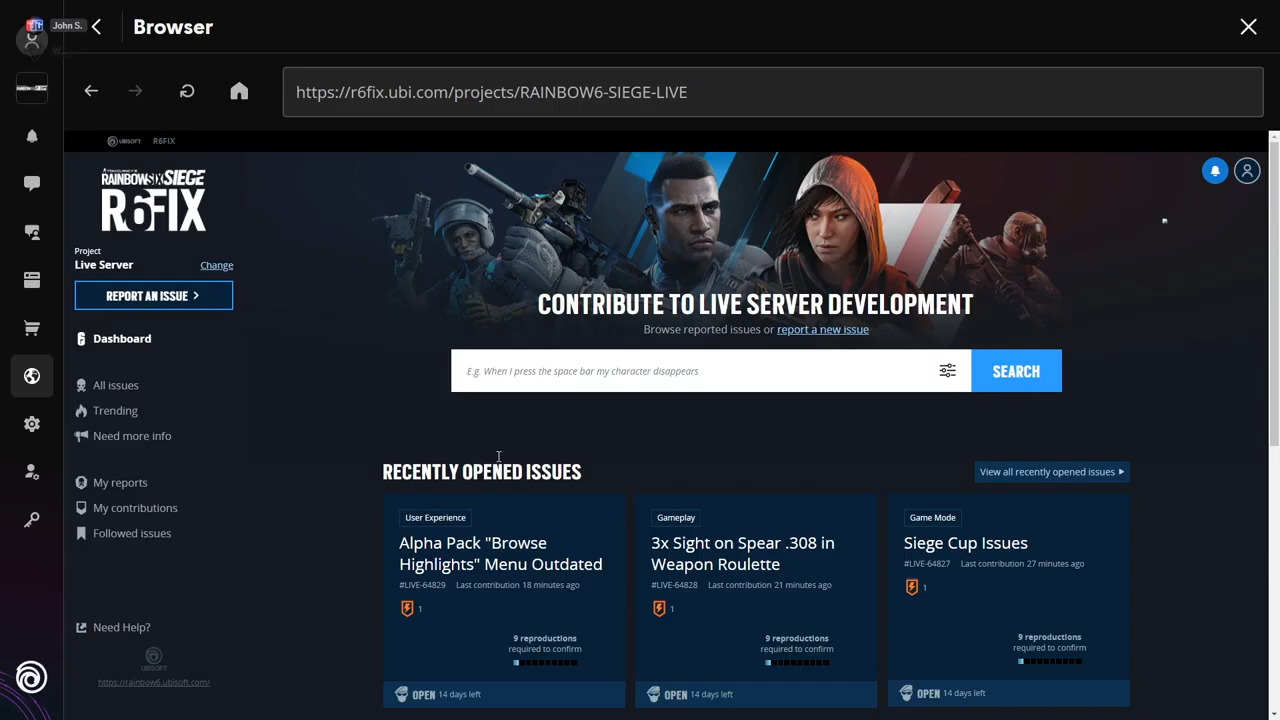 John S.
Browser
https://r6fix.ubi.com/projects/RAINBOW6-SIEGE-LIVE
UBISOFT R6FIX
RAINBOWSIX SIEGE
R6FIX
Project
Live Server Change
REPORT AN ISSUE
Dashboard
All issues
Trending
Need more info
My reports
My contributions
Followed issues
Need Help?
UBISOFT
https://rainbow6.ubisoft.com/
CONTRIBUTE TO LIVE SERVER DEVELOPMENT
Browse reported issues or report a new issue
E.g. When I press the space bar my character disappears
SEARCH
RECENTLY OPENED ISSUES
View all recently opened issues
User Experience
Alpha Pack "Browse
Highlights" Menu Outdated
#LIVE-64829 Last contribution 18 minutes ago
1
9 reproductions
required to confirm
OPEN 14 days left
Gameplay
3x Sight on Spear .308 in
Weapon Roulette
#LIVE-64828 Last contribution 21 minutes ago
1
9 reproductions
required to confirm
OPEN 14 days left
Game Mode
Siege Cup Issues
#LIVE-64827 Last contribution 27 minutes ago
1
9 reproductions
required to confirm
OPEN 14 days left